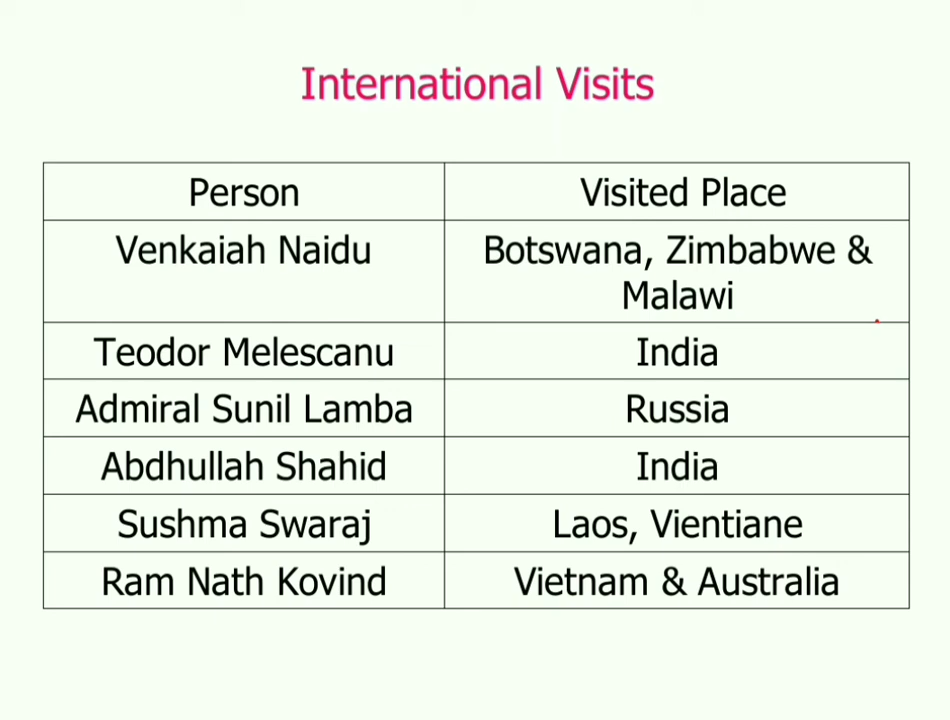 International Visits
Person Visited Place
Venkaiah Naidu Botswana, Zimbabwe &
Malawi
Teodor Melescanu India
Admiral Sunil Lamba Russia
Abdhullah Shahid India
Sushma Swaraj Laos, Vientiane
Ram Nath Kovind Vietnam & Australia